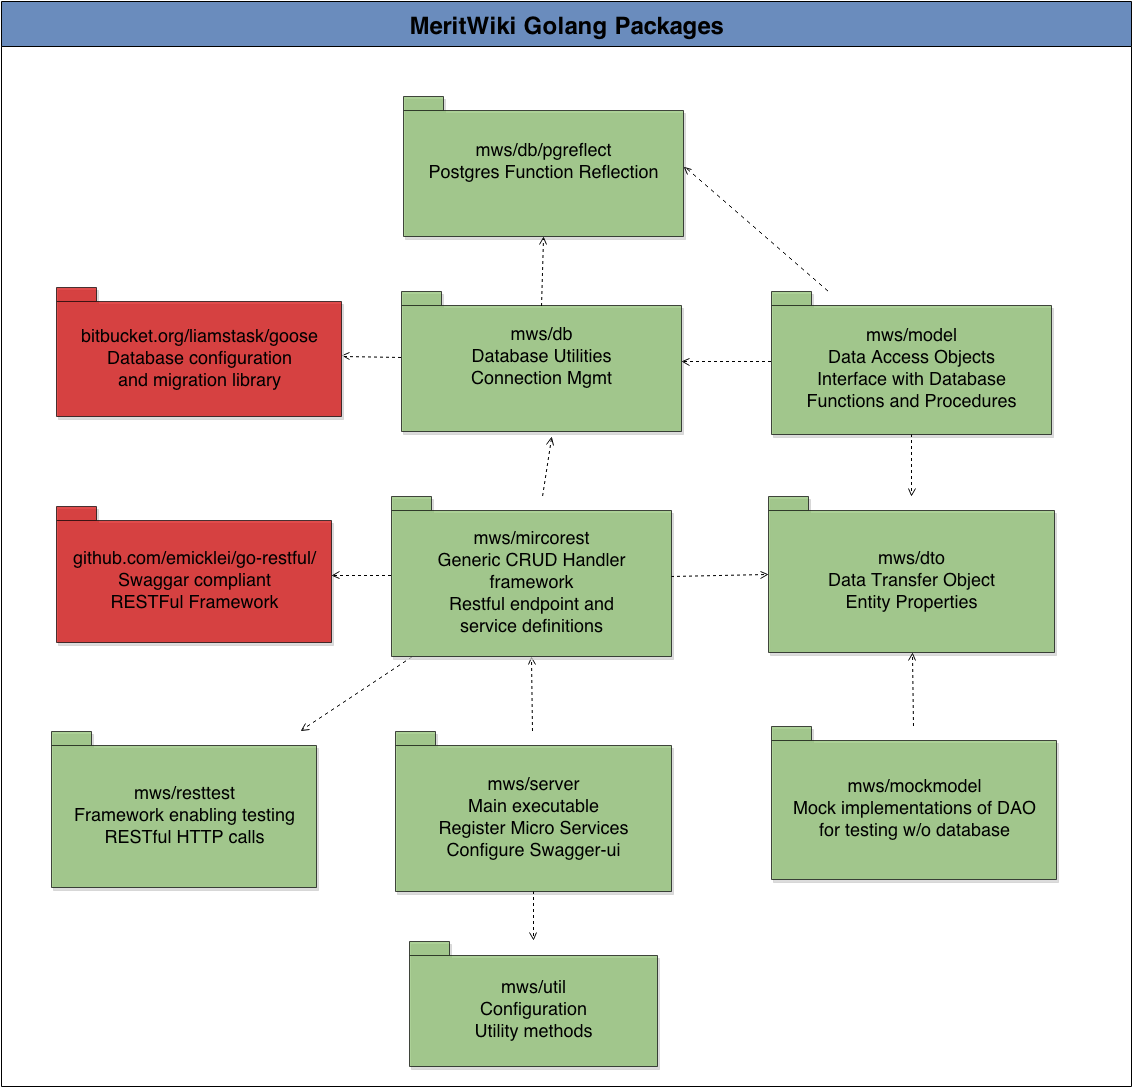 MeritWiki Golang Packages
mws/db/pgreflect
Postgres Function Reflection
bitbucket.org/liamstask/goose
Database configuration
and migration library
mws/db
Database Utilities
Connection Mgmt
mws/model
Data Access Objects
Interface with Database
Functions and Procedures
github.com/emicklei/go-restful/
Swaggar compliant
RESTFul Framework
mws/mircorest
Generic CRUD Handler
framework
Restful endpoint and
service definitions
mws/dto
Data Transfer Object
Entity Properties
mws/resttest
Framework enabling testing
RESTful HTTP calls
mws/server
Main executable
Register Micro Services
Configure Swagger-ui
mws/mockmodel
Mock implementations of DAO
for testing w/o database
mws/util
Configuration
Utility methods